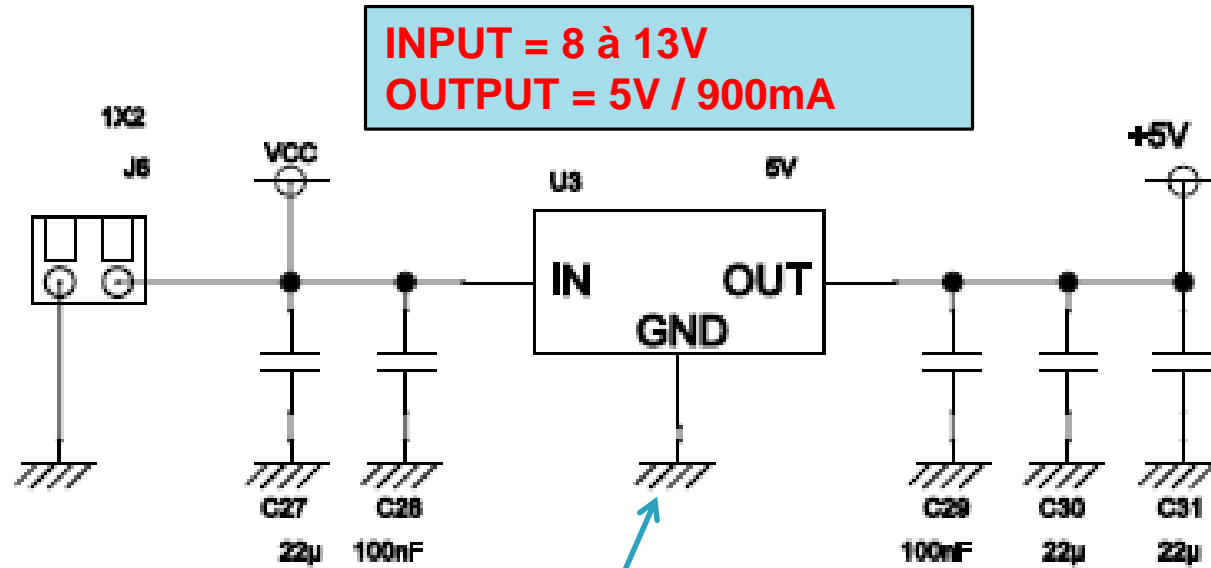 INPUT = 8 à 13V
OUTPUT = 5V / 900mA
1X2
J6
VCC
U3
5V
+5V
IN
OUT
GND
C27
22µ
C28
100nF
C29
100nF
C30
22µ
C31
22µ